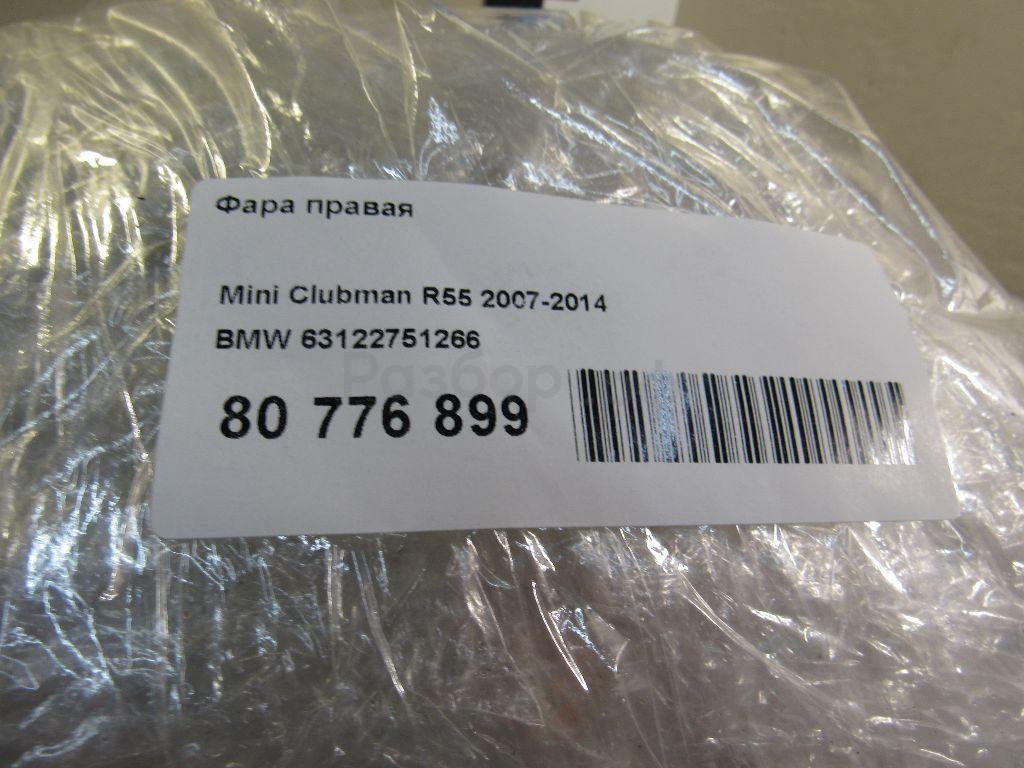 Фара правая
Mini Clubman R55 2007-2014
BMW 63122751266
80 776 899